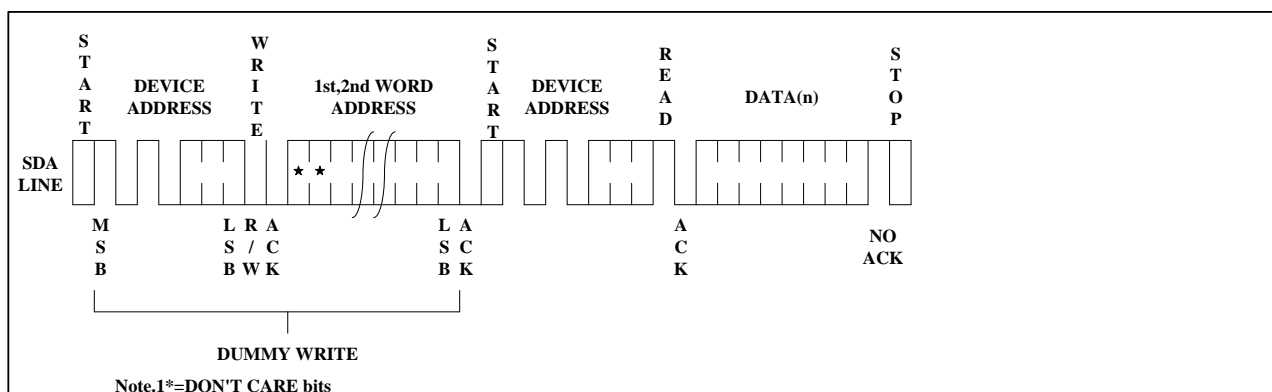 START
WRITE
START
READ
STOP
DEVICE
ADDRESS
1st,2nd WORD
ADDRESS
DEVICE
ADDRESS
DATA(n)
SDA
LINE
★ ★
MSB
LSB
R/W
ACK
LSB
ACK
ACK
NO
ACK
DUMMY WRITE
Note.1*=DON'T CARE bits